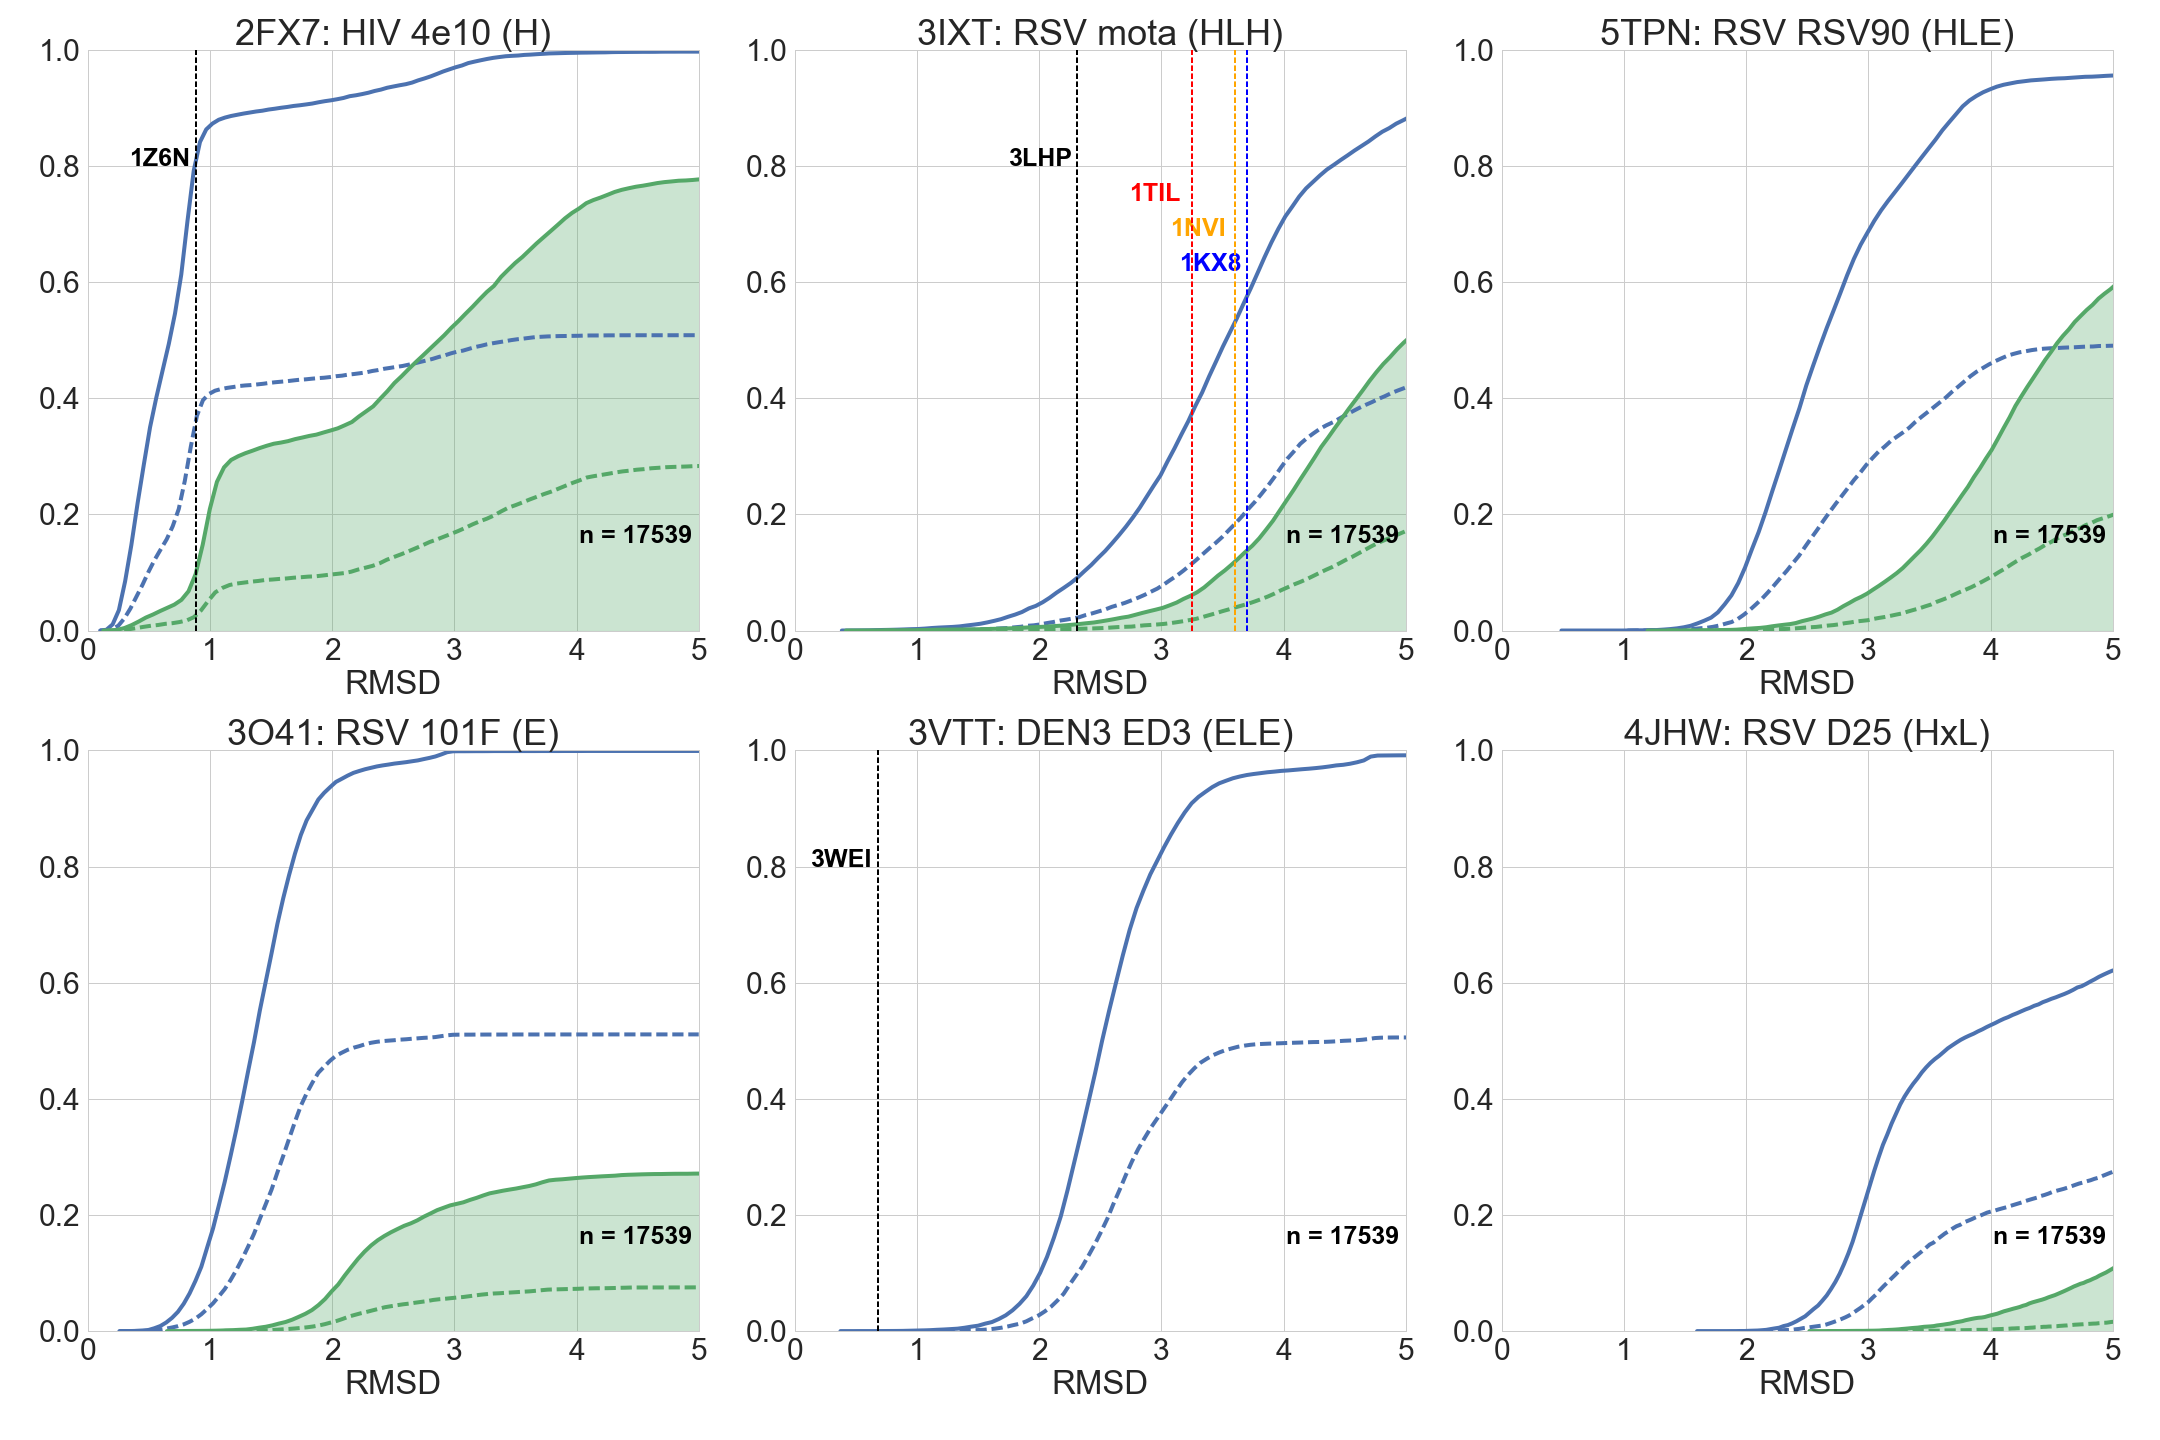 2FX7: HIV 4e10 (H)
1.0
0.8
0.6
0.4
0.2
0.0
1Z6N
n = 17539
0 1 2 3 4 5
RMSD
3IXT: RSV mota (HLH)
1.0
0.8
0.6
0.4
0.2
0.0
3LHP
1TIL
1NVI
1KX8
n = 17539
0 1 2 3 4 5
RMSD
5TPN: RSV RSV90 (HLE)
1.0
0.8
0.6
0.4
0.2
0.0
n = 17539
0 1 2 3 4 5
RMSD
3O41: RSV 101F (E)
1.0
0.8
0.6
0.4
0.2
0.0
n = 17539
0 1 2 3 4 5
RMSD
3VTT: DEN3 ED3 (ELE)
1.0
0.8
0.6
0.4
0.2
0.0
3WEI
n = 17539
0 1 2 3 4 5
RMSD
4JHW: RSV D25 (HxL)
1.0
0.8
0.6
0.4
0.2
0.0
n = 17539
0 1 2 3 4 5
RMSD